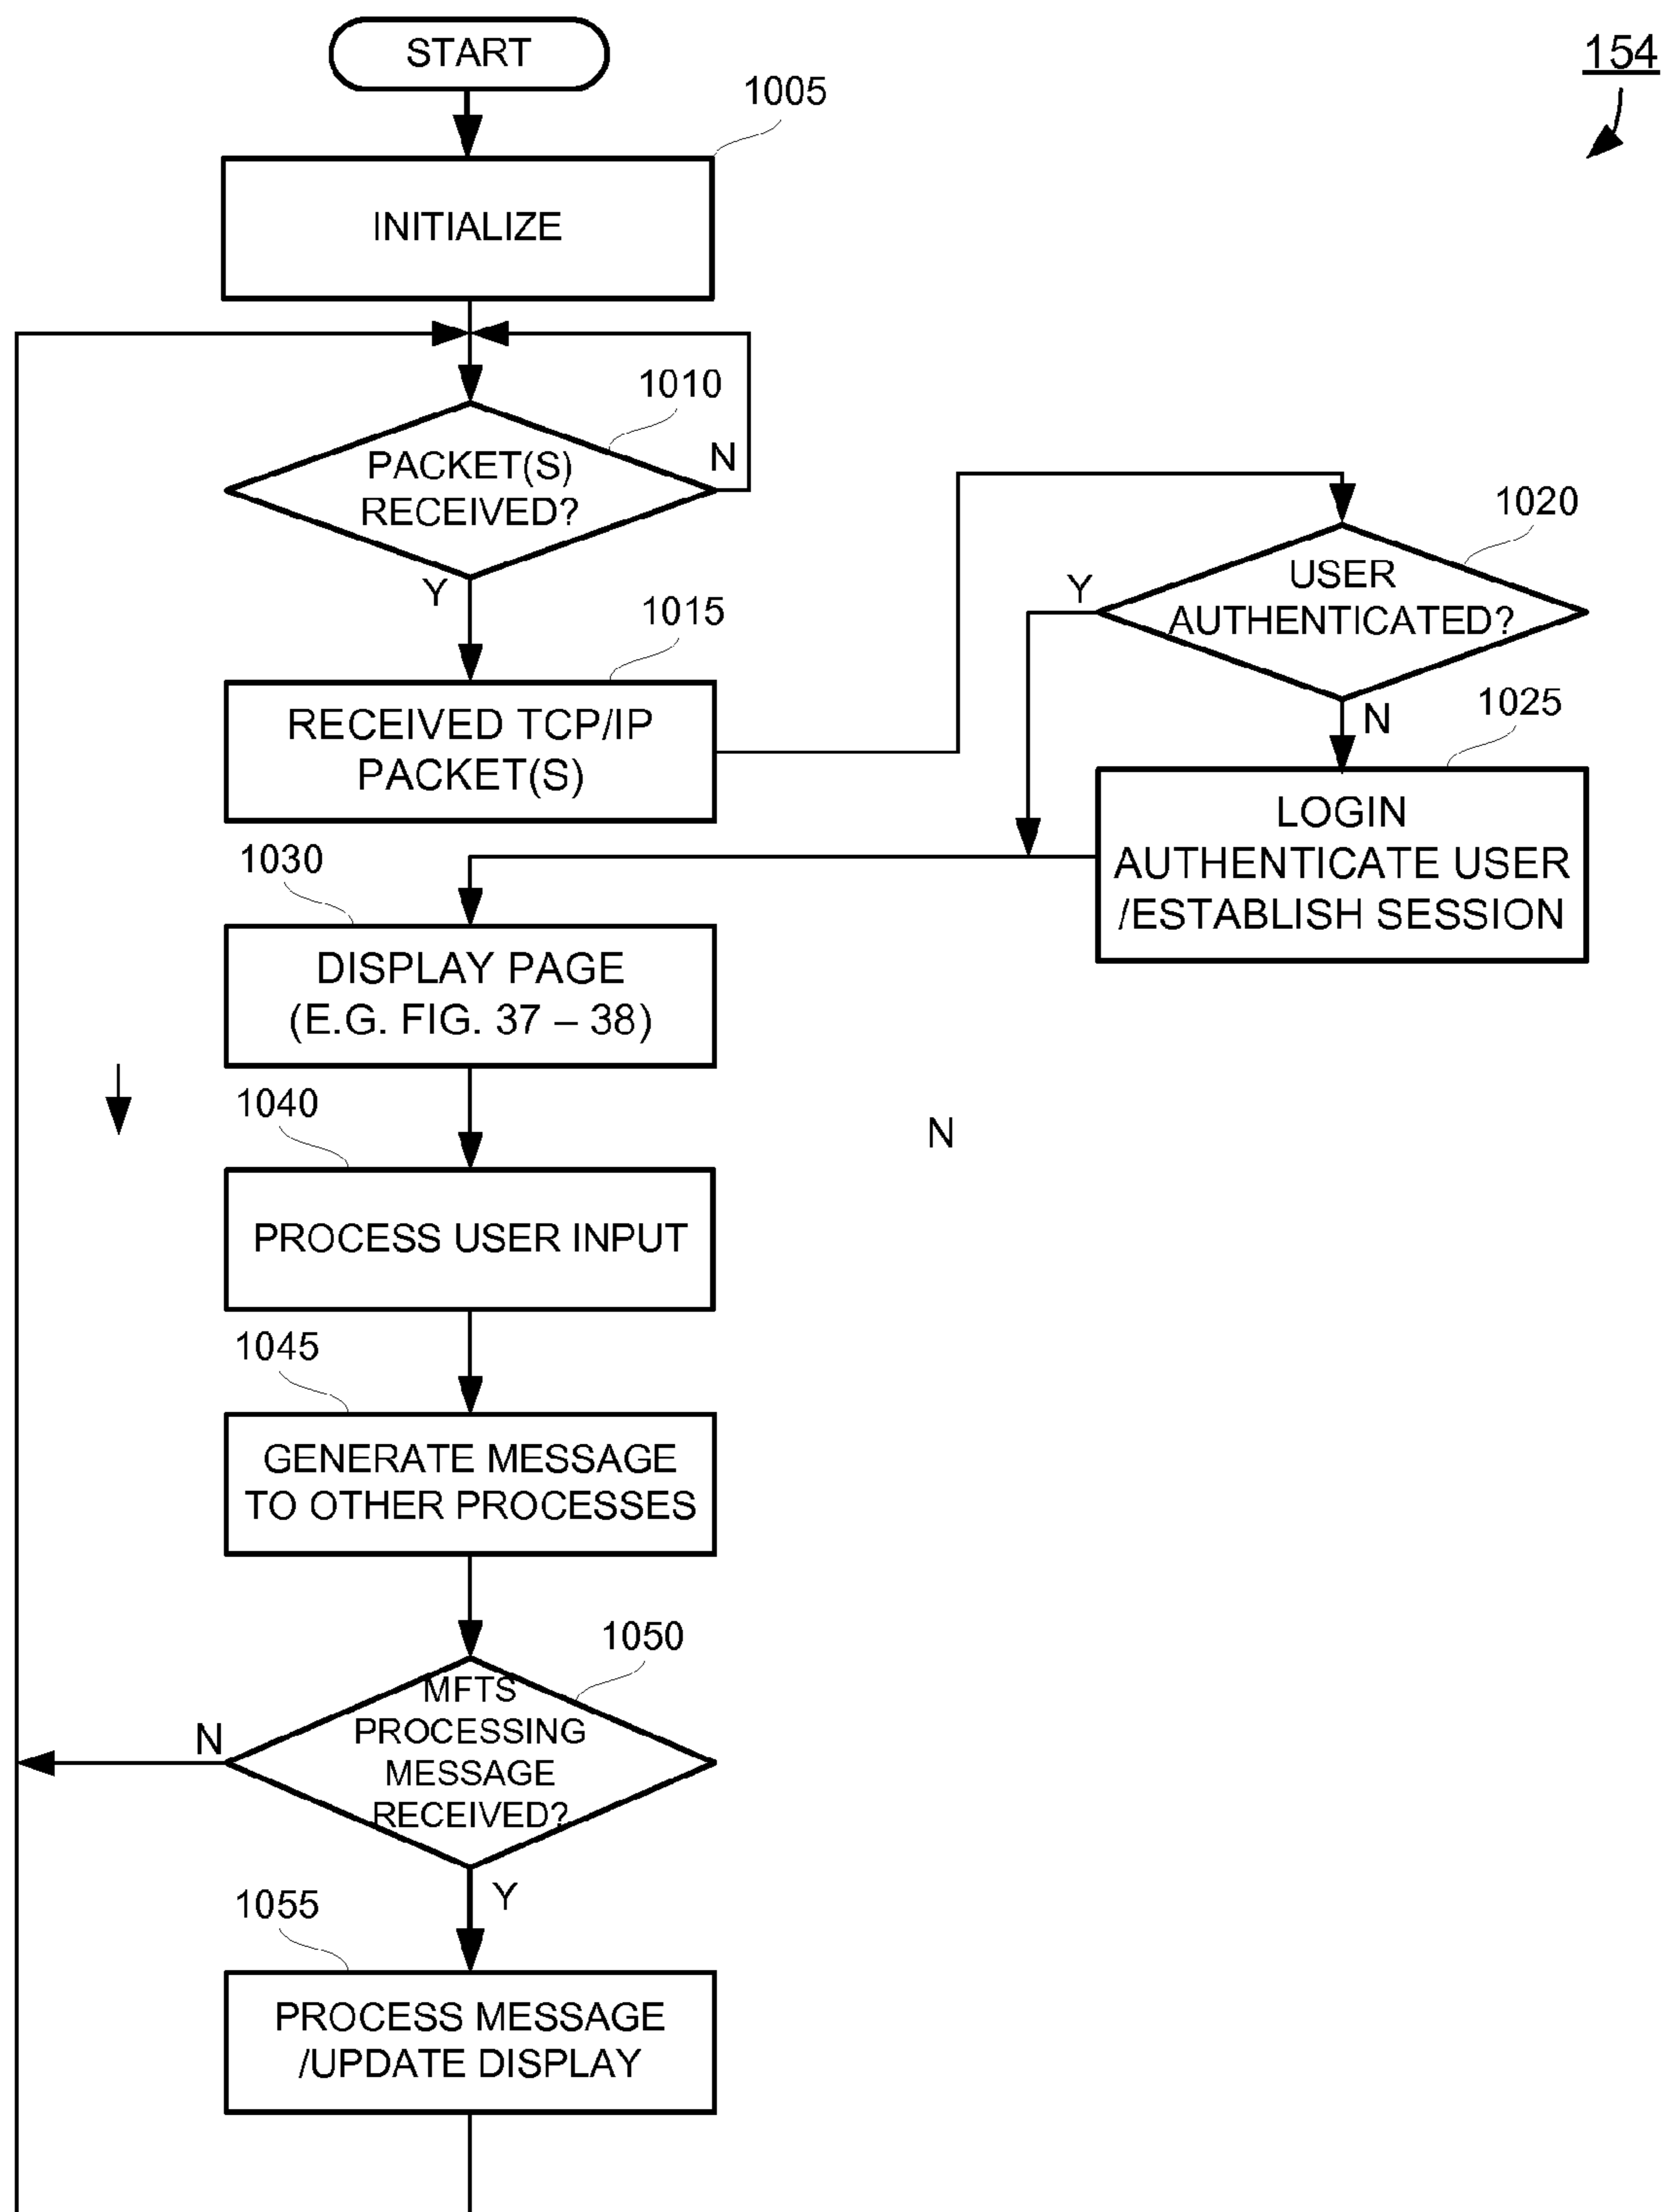 START
154
1005
INITIALIZE
1010
PACKET(S)
RECEIVED?
N
Y
1015
RECEIVED TCP/IP
PACKET(S)
1020
USER
AUTHENTICATED?
Y
N
1025
LOGIN
AUTHENTICATE USER
/ESTABLISH SESSION
1030
DISPLAY PAGE
(E.G. FIG. 37 – 38)
1040
N
PROCESS USER INPUT
1045
GENERATE MESSAGE
TO OTHER PROCESSES
1050
MFTS
PROCESSING
MESSAGE
RECEIVED?
N
Y
1055
PROCESS MESSAGE
/UPDATE DISPLAY